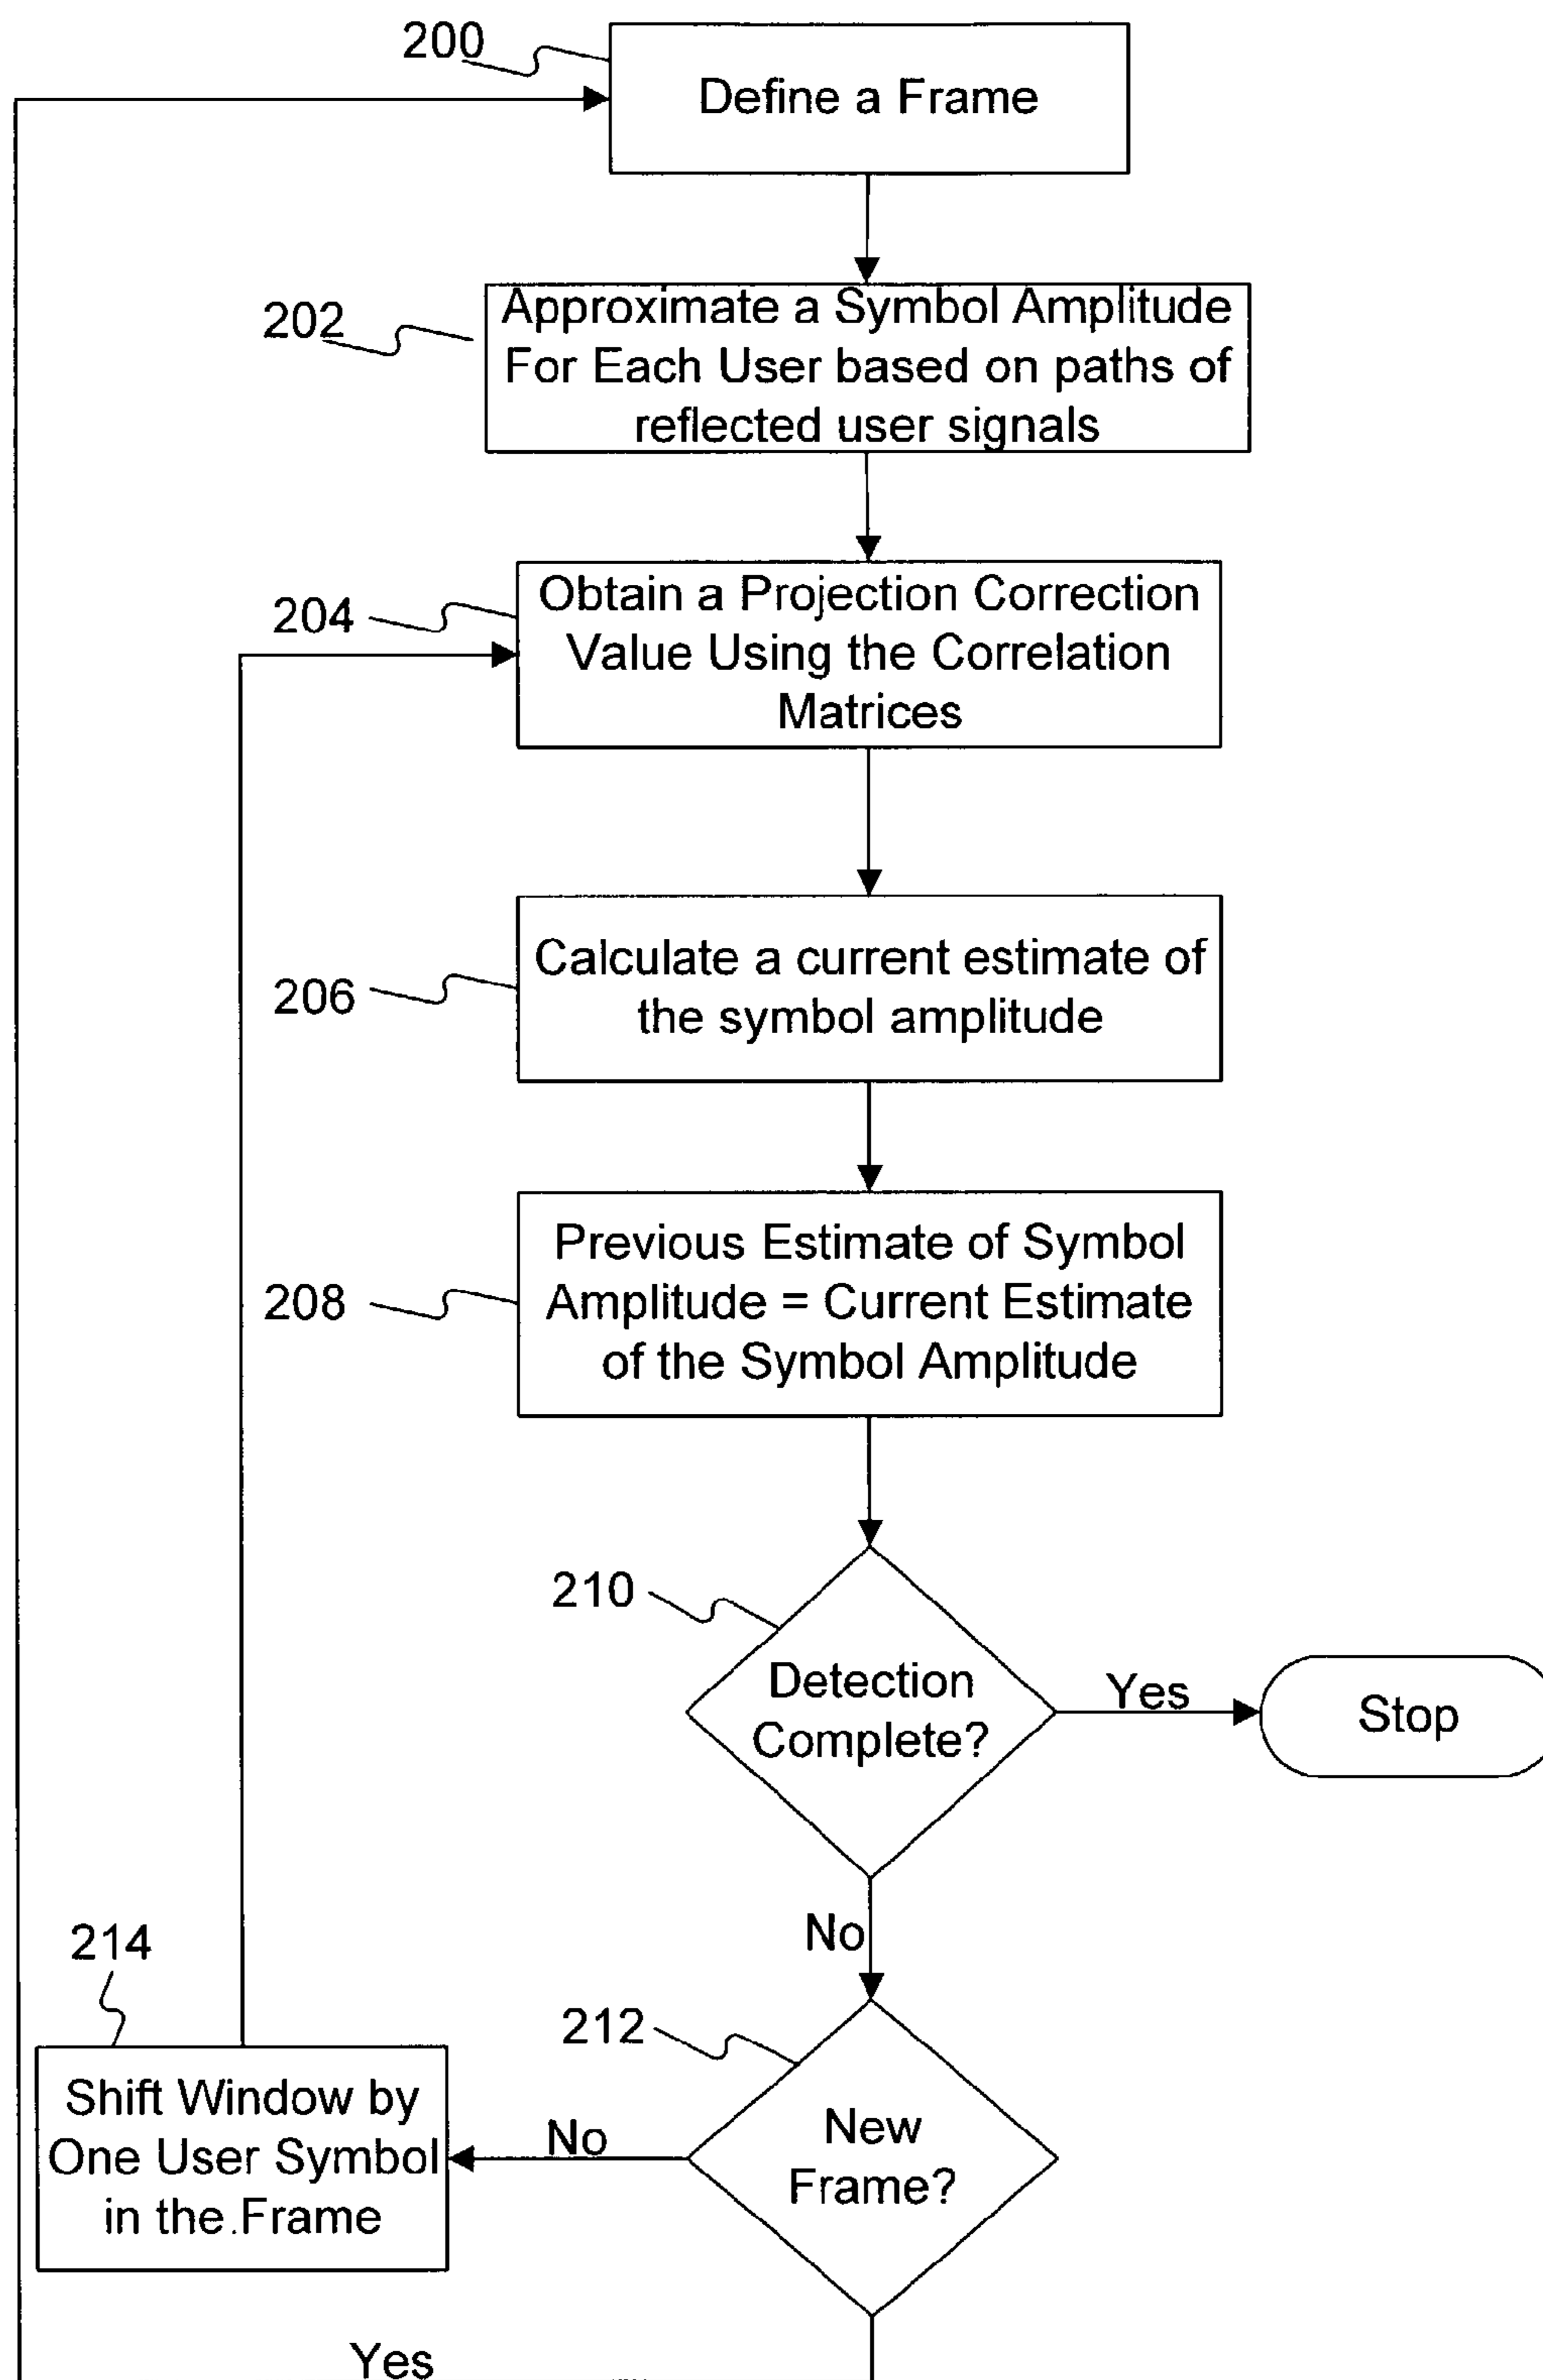 200
Define a Frame
202
Approximate a Symbol Amplitude
For Each User based on paths of
reflected user signals
204
Obtain a Projection Correction
Value Using the Correlation
Matrices
206
Calculate a current estimate of
the symbol amplitude
208
Previous Estimate of Symbol
Amplitude = Current Estimate
of the Symbol Amplitude
210
Detection
Complete?
Yes
Stop
No
212
New
Frame?
No
214
Shift Window by
One User Symbol
in the Frame
Yes